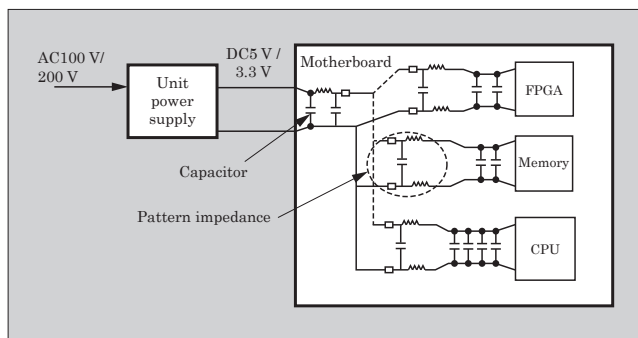 AC100 V/
200 V
Unit
power
supply
DC5 V /
3.3 V
Motherboard
FPGA
Memory
CPU
Capacitor
Pattern impedance